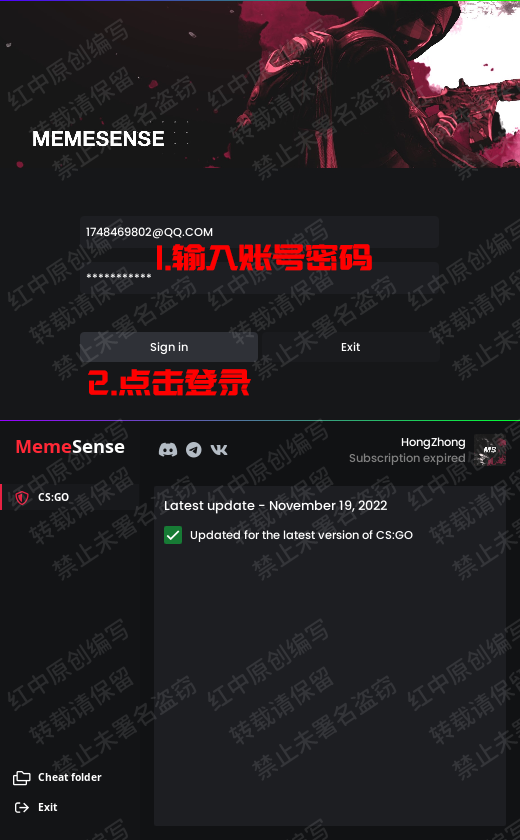 MEMESENSE
1748469802@QQ.COM
1.输入账号密码
***********
Sign in
Exit
2.点击登录
MemeSense
HongZhong
Subscription expired
MS
CS:GO
Latest update - November 19, 2022
Updated for the latest version of CS:GO
Cheat folder
Exit
红中原创编写
转载请保留
禁止未署名盗窃